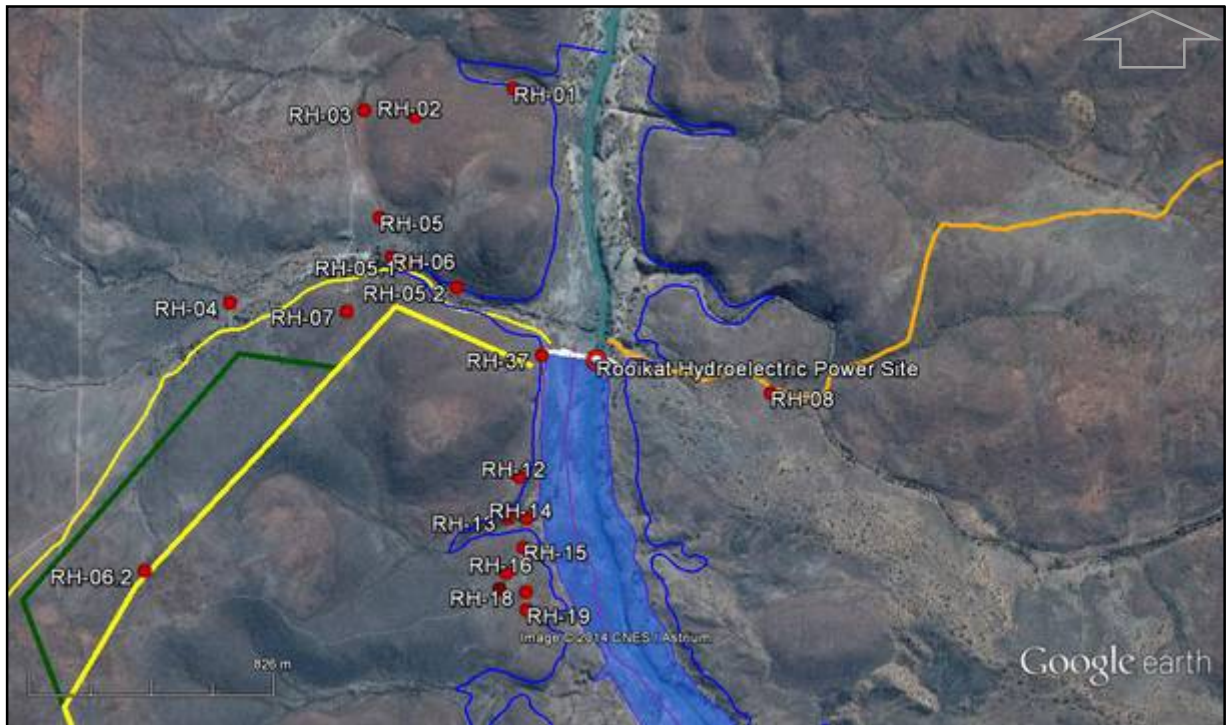 RH-01
RH-03
RH-02
RH-05
RH-05.1
RH-06
RH-05.2
RH-04
RH-07
RH-37
Rooikat Hydroelectric Power Site
RH-08
RH-12
RH-13
RH-14
RH-15
RH-16
RH-06.2
RH-18
RH-19
Image © 2014 CNES / Astrium
826 m
Google earth